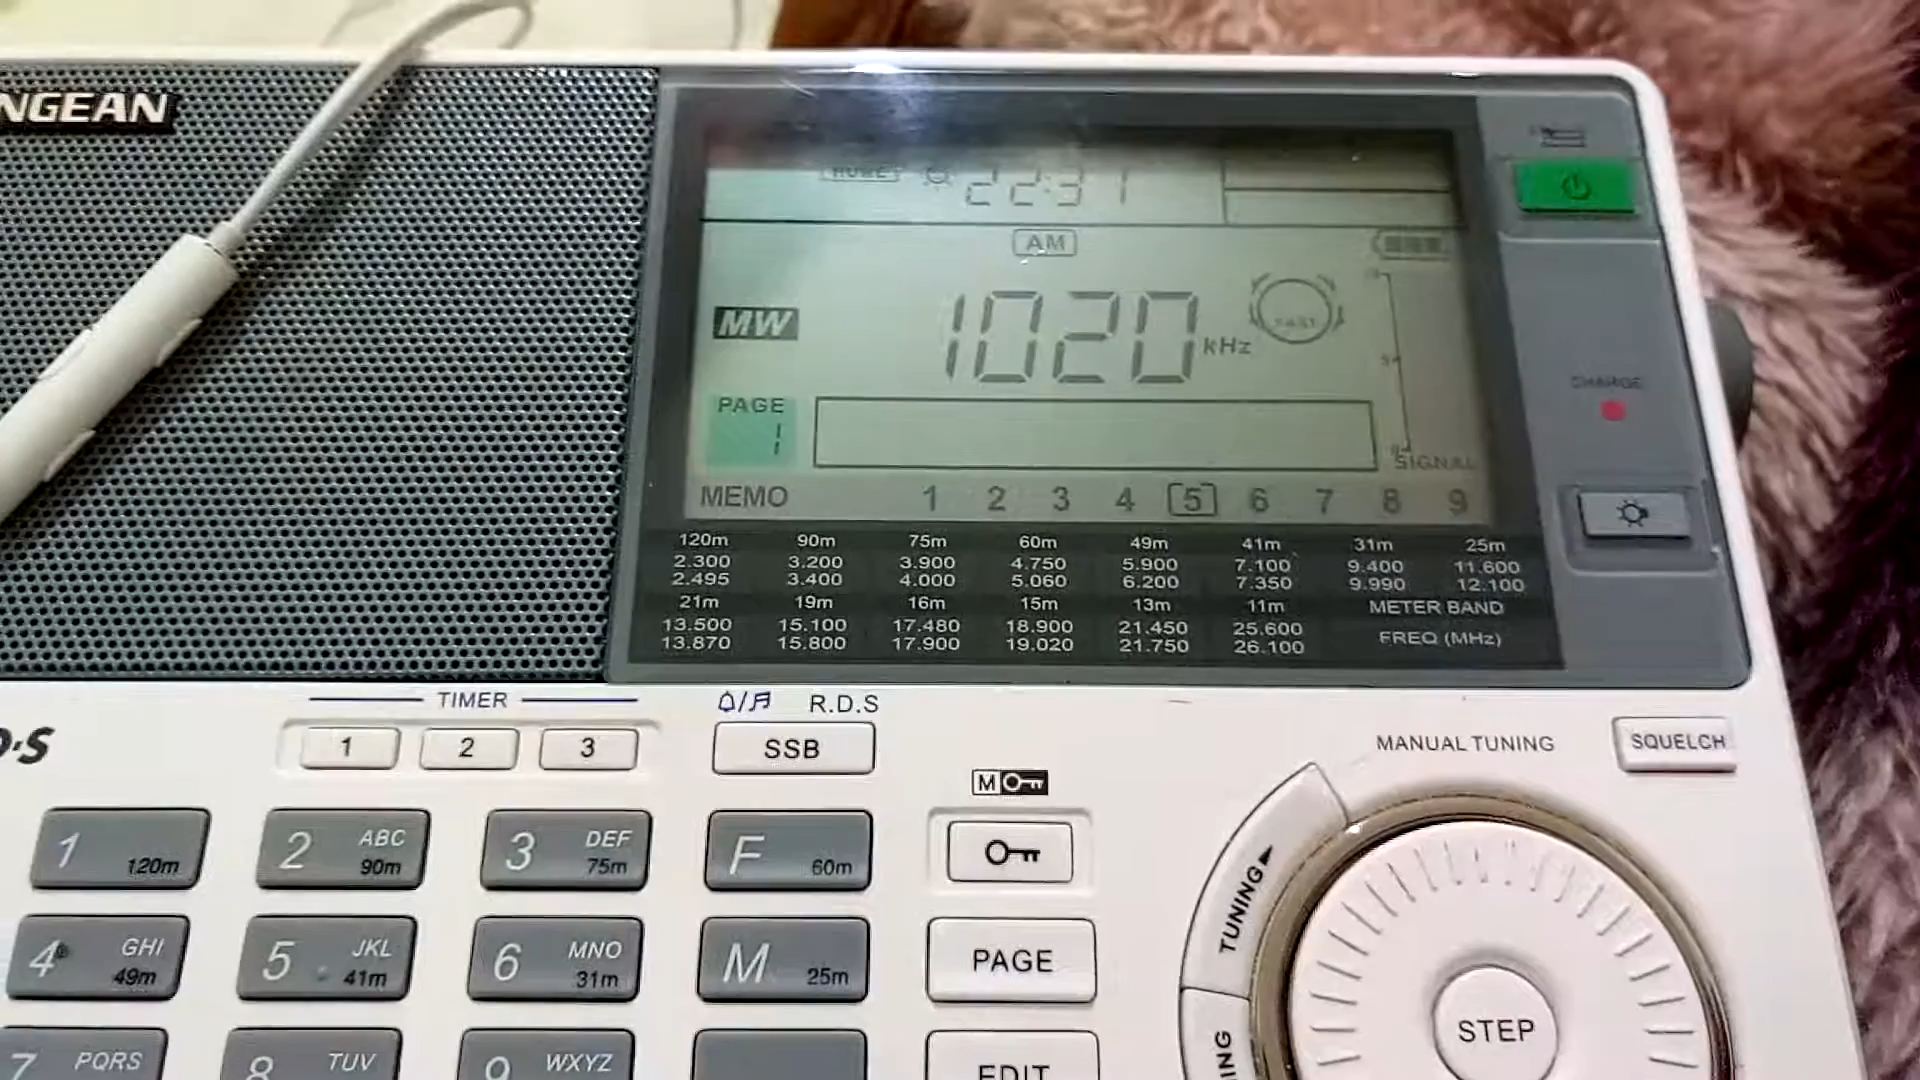 NGEAN
HOME
22:31
AM
MW 1020 kHz FAST
PAGE
1
SIGNAL
MEMO 1 2 3 4 5 6 7 8 9
CHARGE
120m 90m 75m 60m 49m 41m 31m 25m
2.300 3.200 3.900 4.750 5.900 7.100 9.400 11.600
2.495 3.400 4.000 5.060 6.200 7.350 9.990 12.100
21m 19m 16m 15m 13m 11m METER BAND
13.500 15.100 17.480 18.900 21.450 25.600 FREQ (MHz)
13.870 15.800 17.900 19.020 21.750 26.100
D·S
TIMER
1 2 3
R.D.S
SSB
MANUAL TUNING
SQUELCH
M
1 120m
2 ABC 90m
3 DEF 75m
F 60m
TUNING
4 GHI 49m
5 JKL 41m
6 MNO 31m
M 25m
PAGE
STEP
7 PQRS
8 TUV
9 WXYZ
EDIT
ING